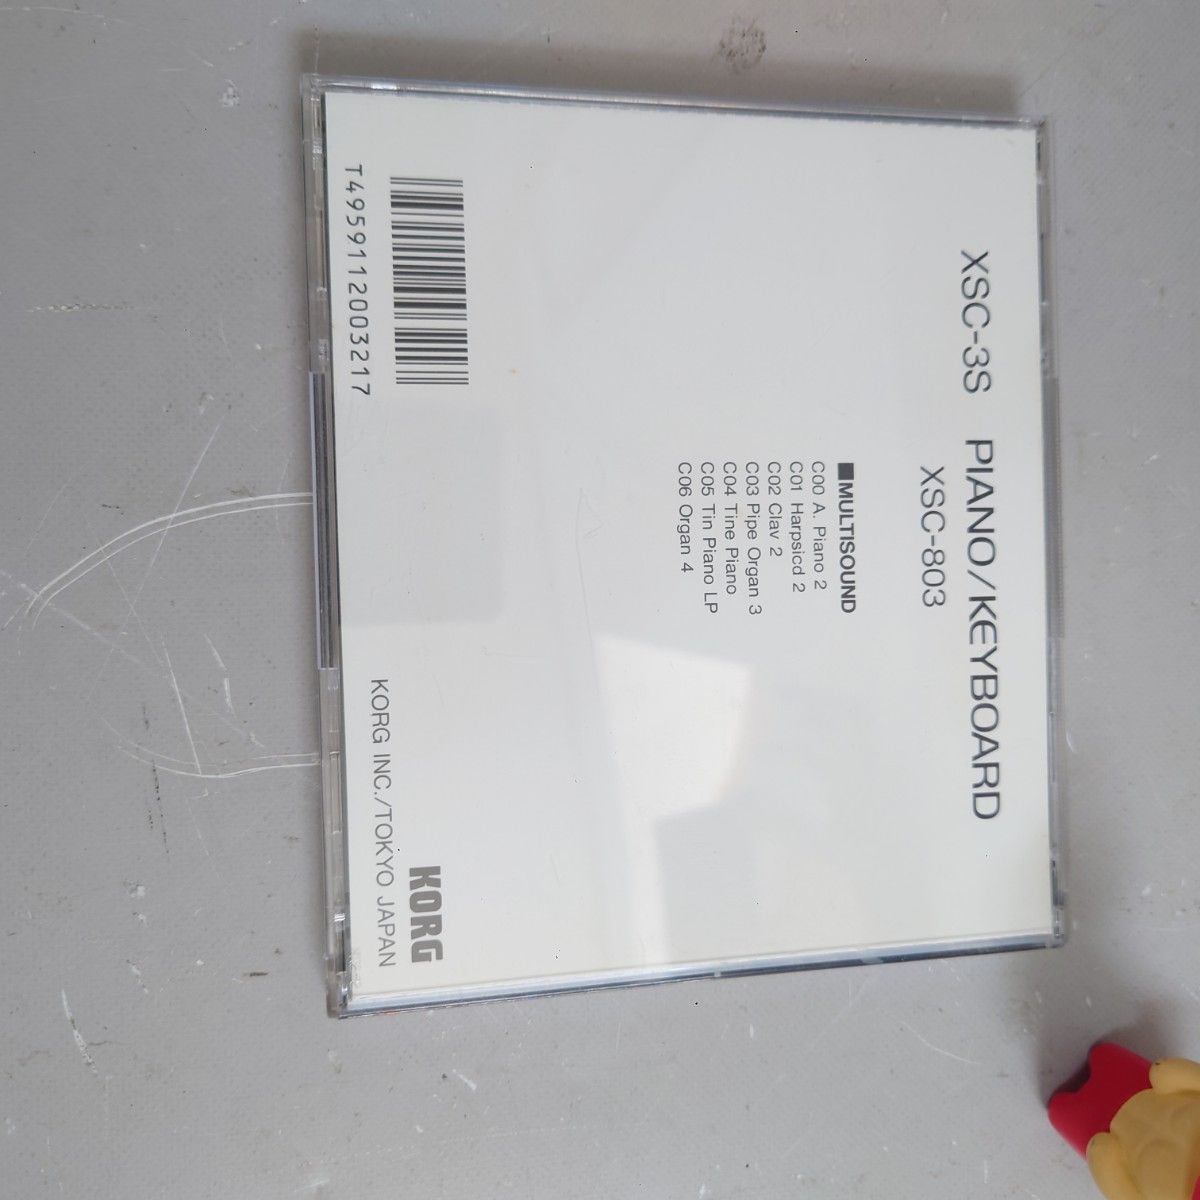 XSC-3S PIANO/KEYBOARD
XSC-803
■MULTISOUND
C00 A. Piano 2
C01 Harpsicd 2
C02 Clav 2
C03 Pipe Organ 3
C04 Tine Piano
C05 Tin Piano LP
C06 Organ 4
T4959112003217
KORG
KORG INC./TOKYO JAPAN